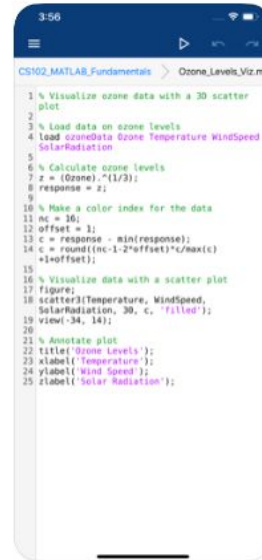 3:56
CS102_MATLAB_Fundamentals > Ozone_Levels_Viz.m
1 % Visualize ozone data with a 3D scatter
plot
2
3 % Load data on ozone levels
4 load ozoneData Ozone Temperature WindSpeed
SolarRadiation
5
6 % Calculate ozone levels
7 z = (Ozone).^(1/3);
8 response = z;
9
10 % Make a color index for the data
11 nc = 16;
12 offset = 1;
13 c = response - min(response);
14 c = round((nc-1-2*offset)*c/max(c)
+1+offset);
15
16 % Visualize data with a scatter plot
17 figure;
18 scatter3(Temperature, WindSpeed,
SolarRadiation, 30, c, 'filled');
19 view(-34, 14);
20
21 % Annotate plot
22 title('Ozone Levels');
23 xlabel('Temperature');
24 ylabel('Wind Speed');
25 zlabel('Solar Radiation');